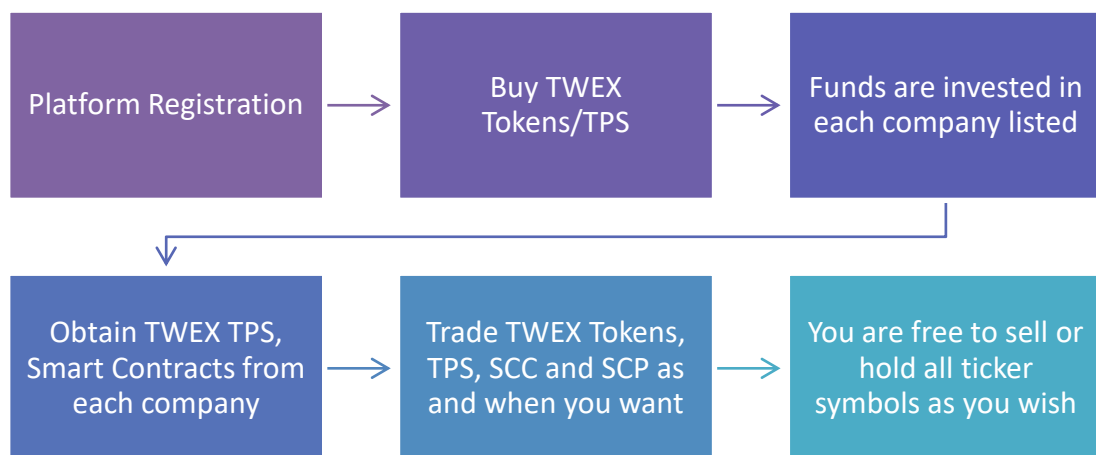 Platform Registration
Buy TWEX
Tokens/TPS
Funds are invested in
each company listed
Obtain TWEX TPS,
Smart Contracts from
each company
Trade TWEX Tokens,
TPS, SCC and SCP as
and when you want
You are free to sell or
hold all ticker
symbols as you wish